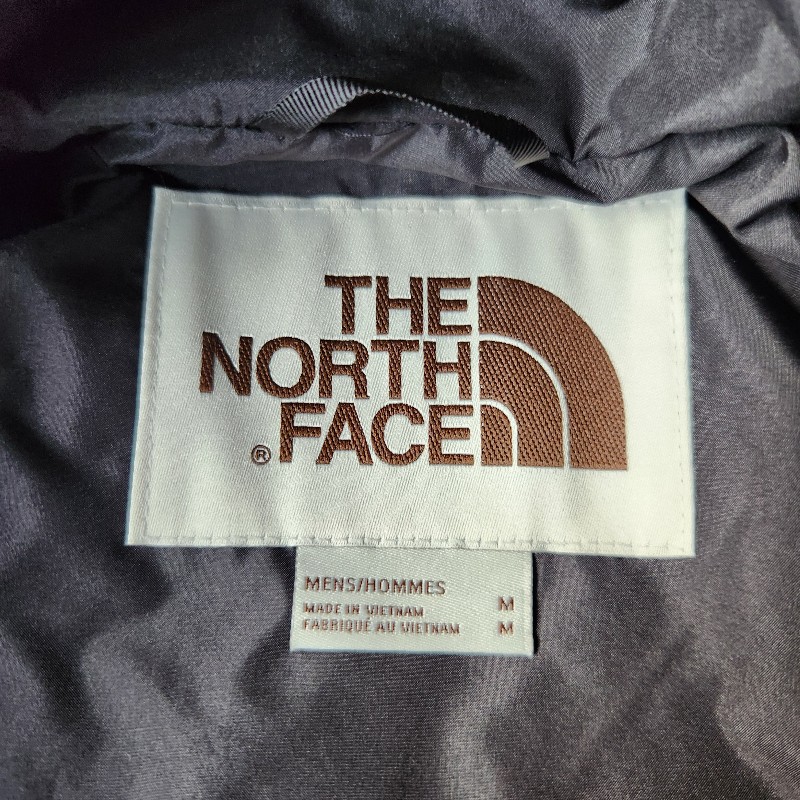 THE
NORTH
FACE
®
MENS/HOMMES
MADE IN VIETNAM M
FABRIQUÉ AU VIETNAM M